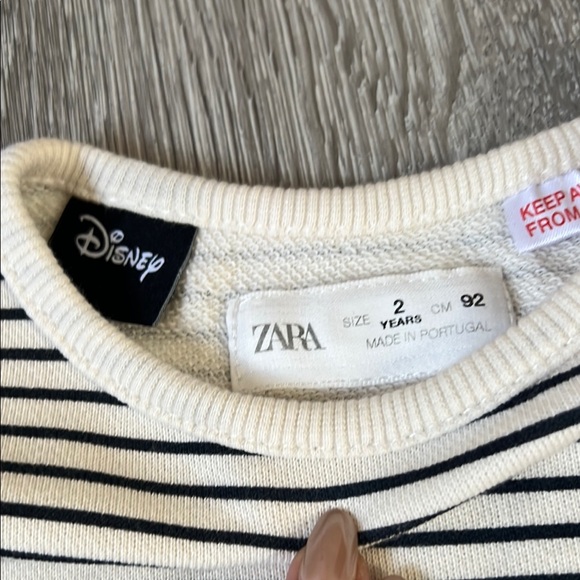 Disney
ZARA
SIZE 2 YEARS CM 92
MADE IN PORTUGAL
KEEP
FROM